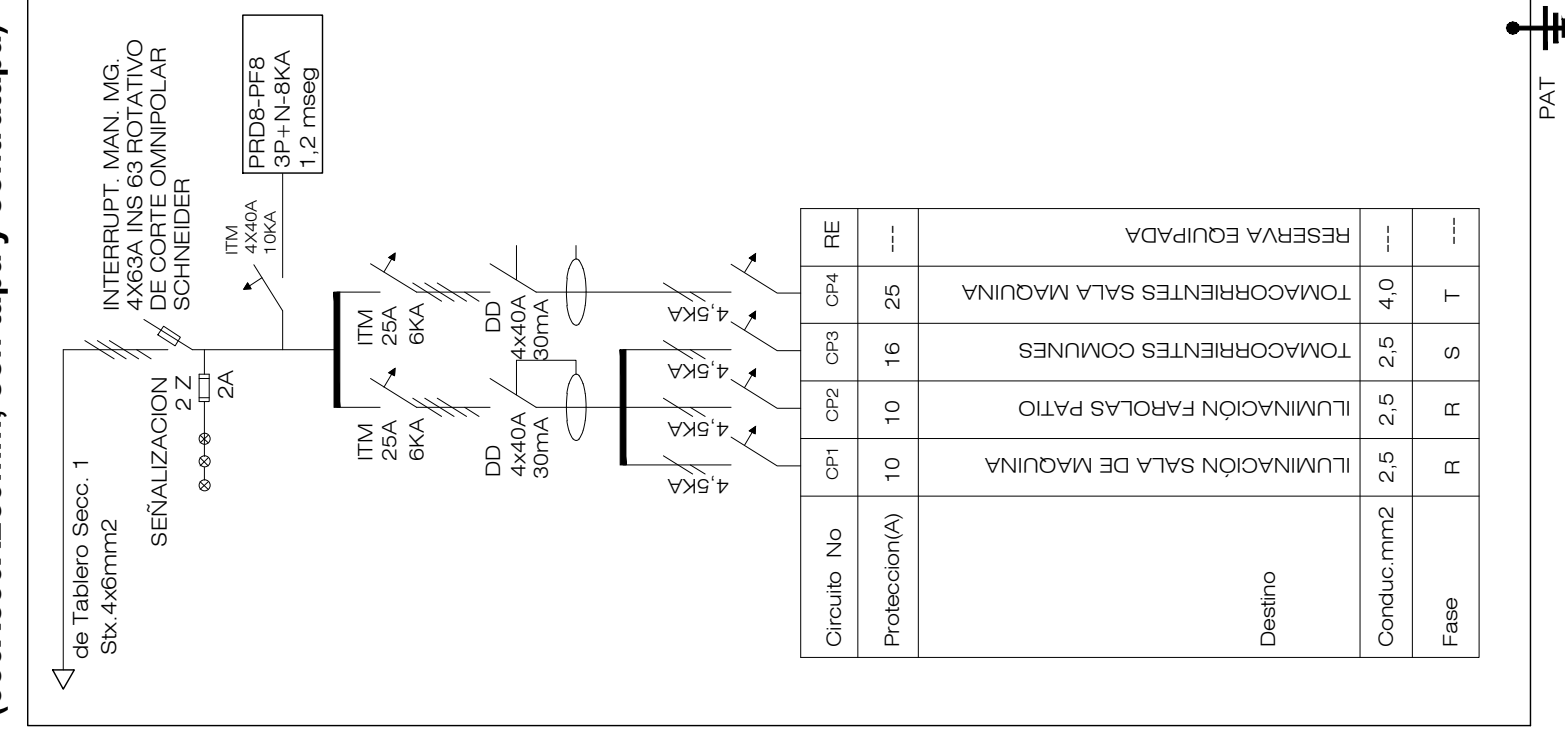 de Tablero Secc. 1
Stx.4x6mm2
INTERRUPT. MAN. MG.
4X63A INS 63 ROTATIVO
DE CORTE OMNIPOLAR
SCHNEIDER
SEÑALIZACION
2 Z
2A
ITM
4X40A
10KA
PRD8-PF8
3P+N-8KA
1,2 mseg
ITM
25A
6KA
ITM
25A
6KA
DD
4x40A
30mA
DD
4x40A
30mA
4,5KA
4,5KA
4,5KA
4,5KA
Circuito No CP1 CP2 CP3 CP4 RE
Proteccion(A) 10 10 16 25 ---
Destino
ILUMINACIÓN SALA DE MAQUINA
ILUMINACIÓN FAROLAS PATIO
TOMACORRIENTES COMUNES
TOMACORRIENTES SALA MAQUINA
RESERVA EQUIPADA
Conduc.mm2 2,5 2,5 2,5 4,0 ---
Fase R R S T ---
PAT